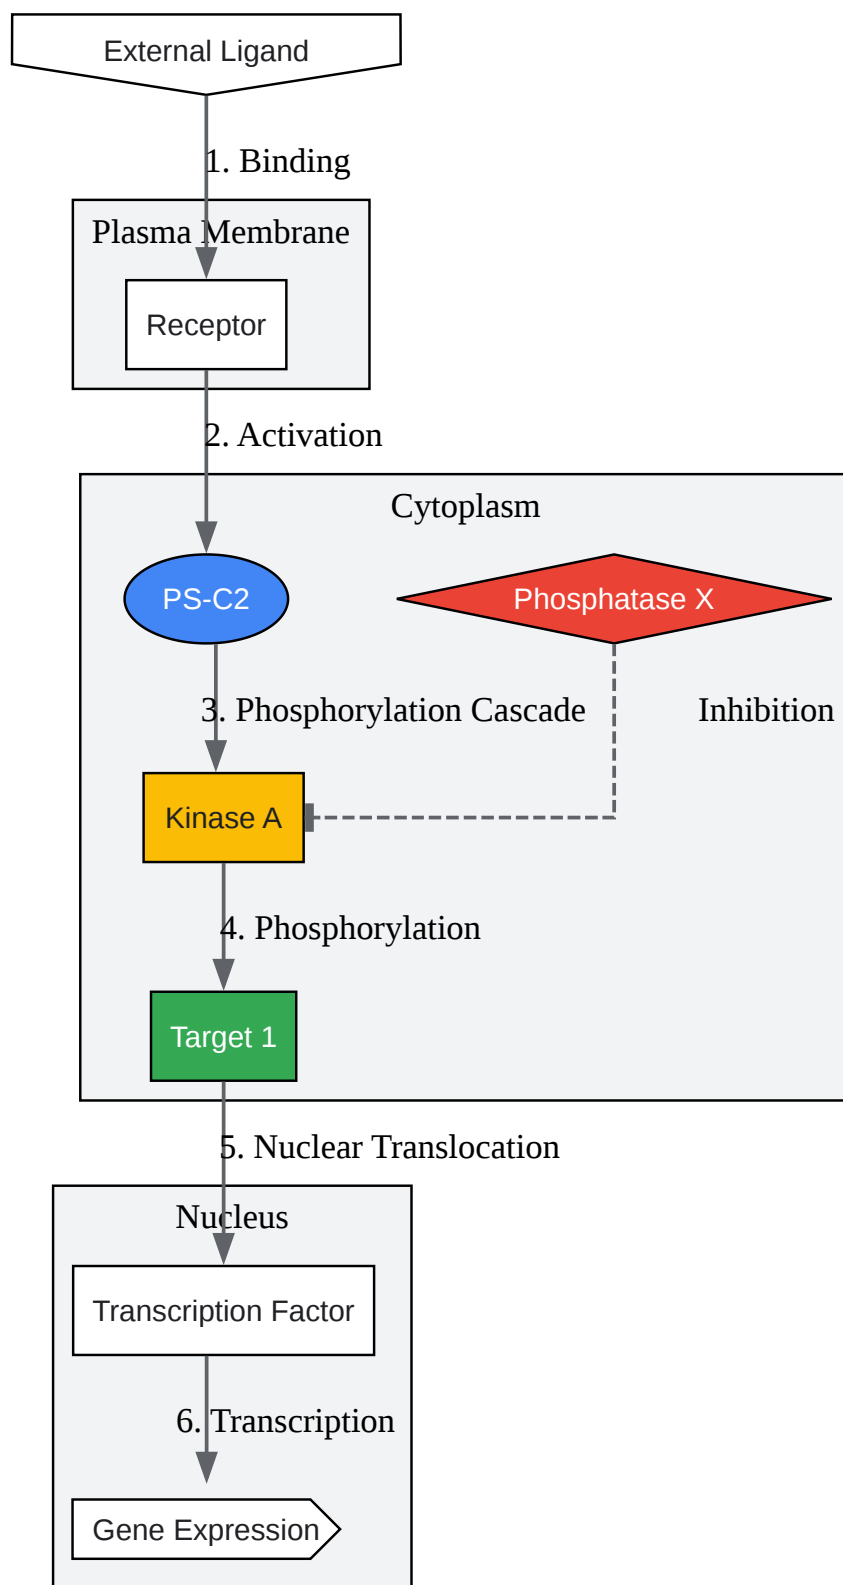 External Ligand
1. Binding
Plasma Membrane
Receptor
2. Activation
Cytoplasm
PS-C2
Phosphatase X
3. Phosphorylation Cascade
Inhibition
Kinase A
4. Phosphorylation
Target 1
5. Nuclear Translocation
Nucleus
Transcription Factor
6. Transcription
Gene Expression